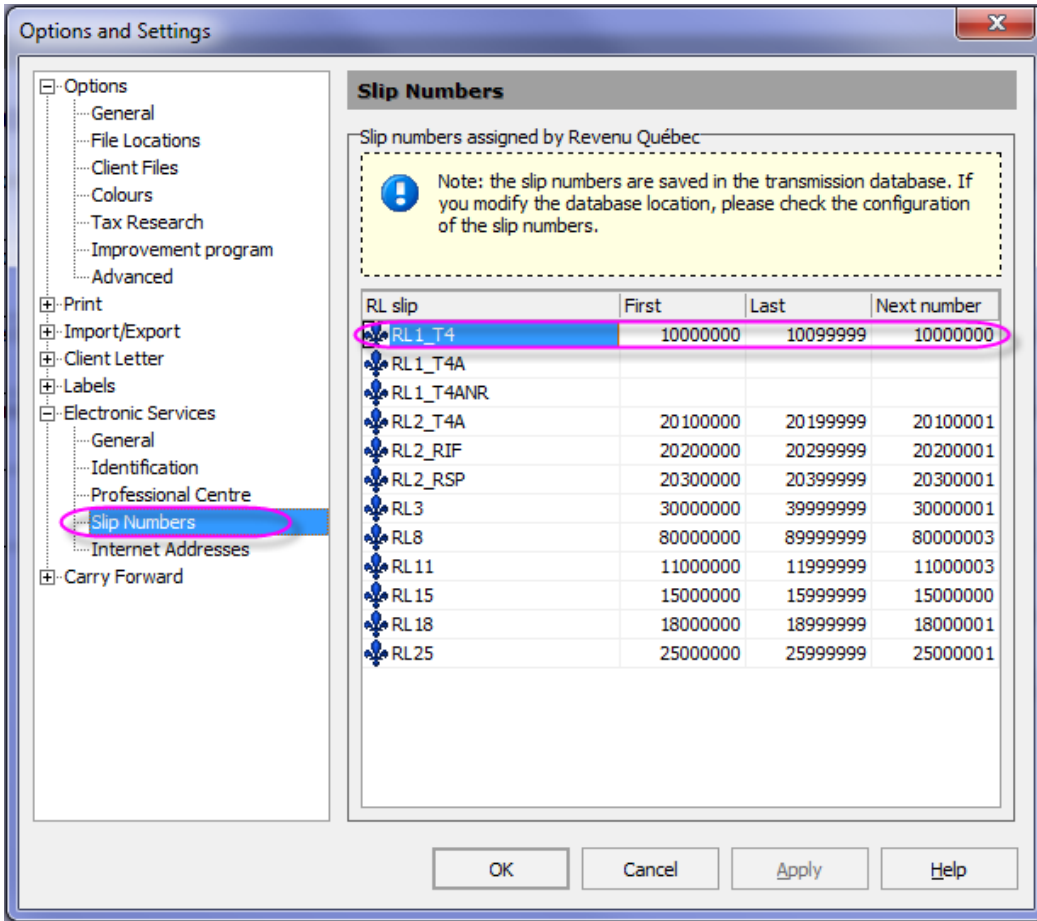 Options and Settings
Options
General
File Locations
Client Files
Colours
Tax Research
Improvement program
Advanced
Print
Import/Export
Client Letter
Labels
Electronic Services
General
Identification
Professional Centre
Slip Numbers
Internet Addresses
Carry Forward
Slip Numbers
Slip numbers assigned by Revenu Québec
Note: the slip numbers are saved in the transmission database. If
you modify the database location, please check the configuration
of the slip numbers.
RL slip First Last Next number
RL1_T4 10000000 10099999 10000000
RL1_T4A
RL1_T4ANR
RL2_T4A 20100000 20199999 20100001
RL2_RIF 20200000 20299999 20200001
RL2_RSP 20300000 20399999 20300001
RL3 30000000 39999999 30000001
RL8 80000000 89999999 80000003
RL11 11000000 11999999 11000003
RL15 15000000 15999999 15000000
RL18 18000000 18999999 18000001
RL25 25000000 25999999 25000001
OK Cancel Apply Help